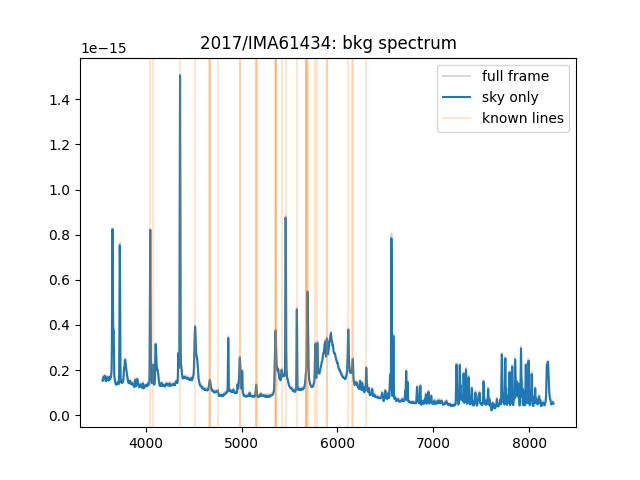 2017/IMA61434: bkg spectrum
1e−15
full frame
sky only
known lines
1.4
1.2
1.0
0.8
0.6
0.4
0.2
0.0
4000 5000 6000 7000 8000